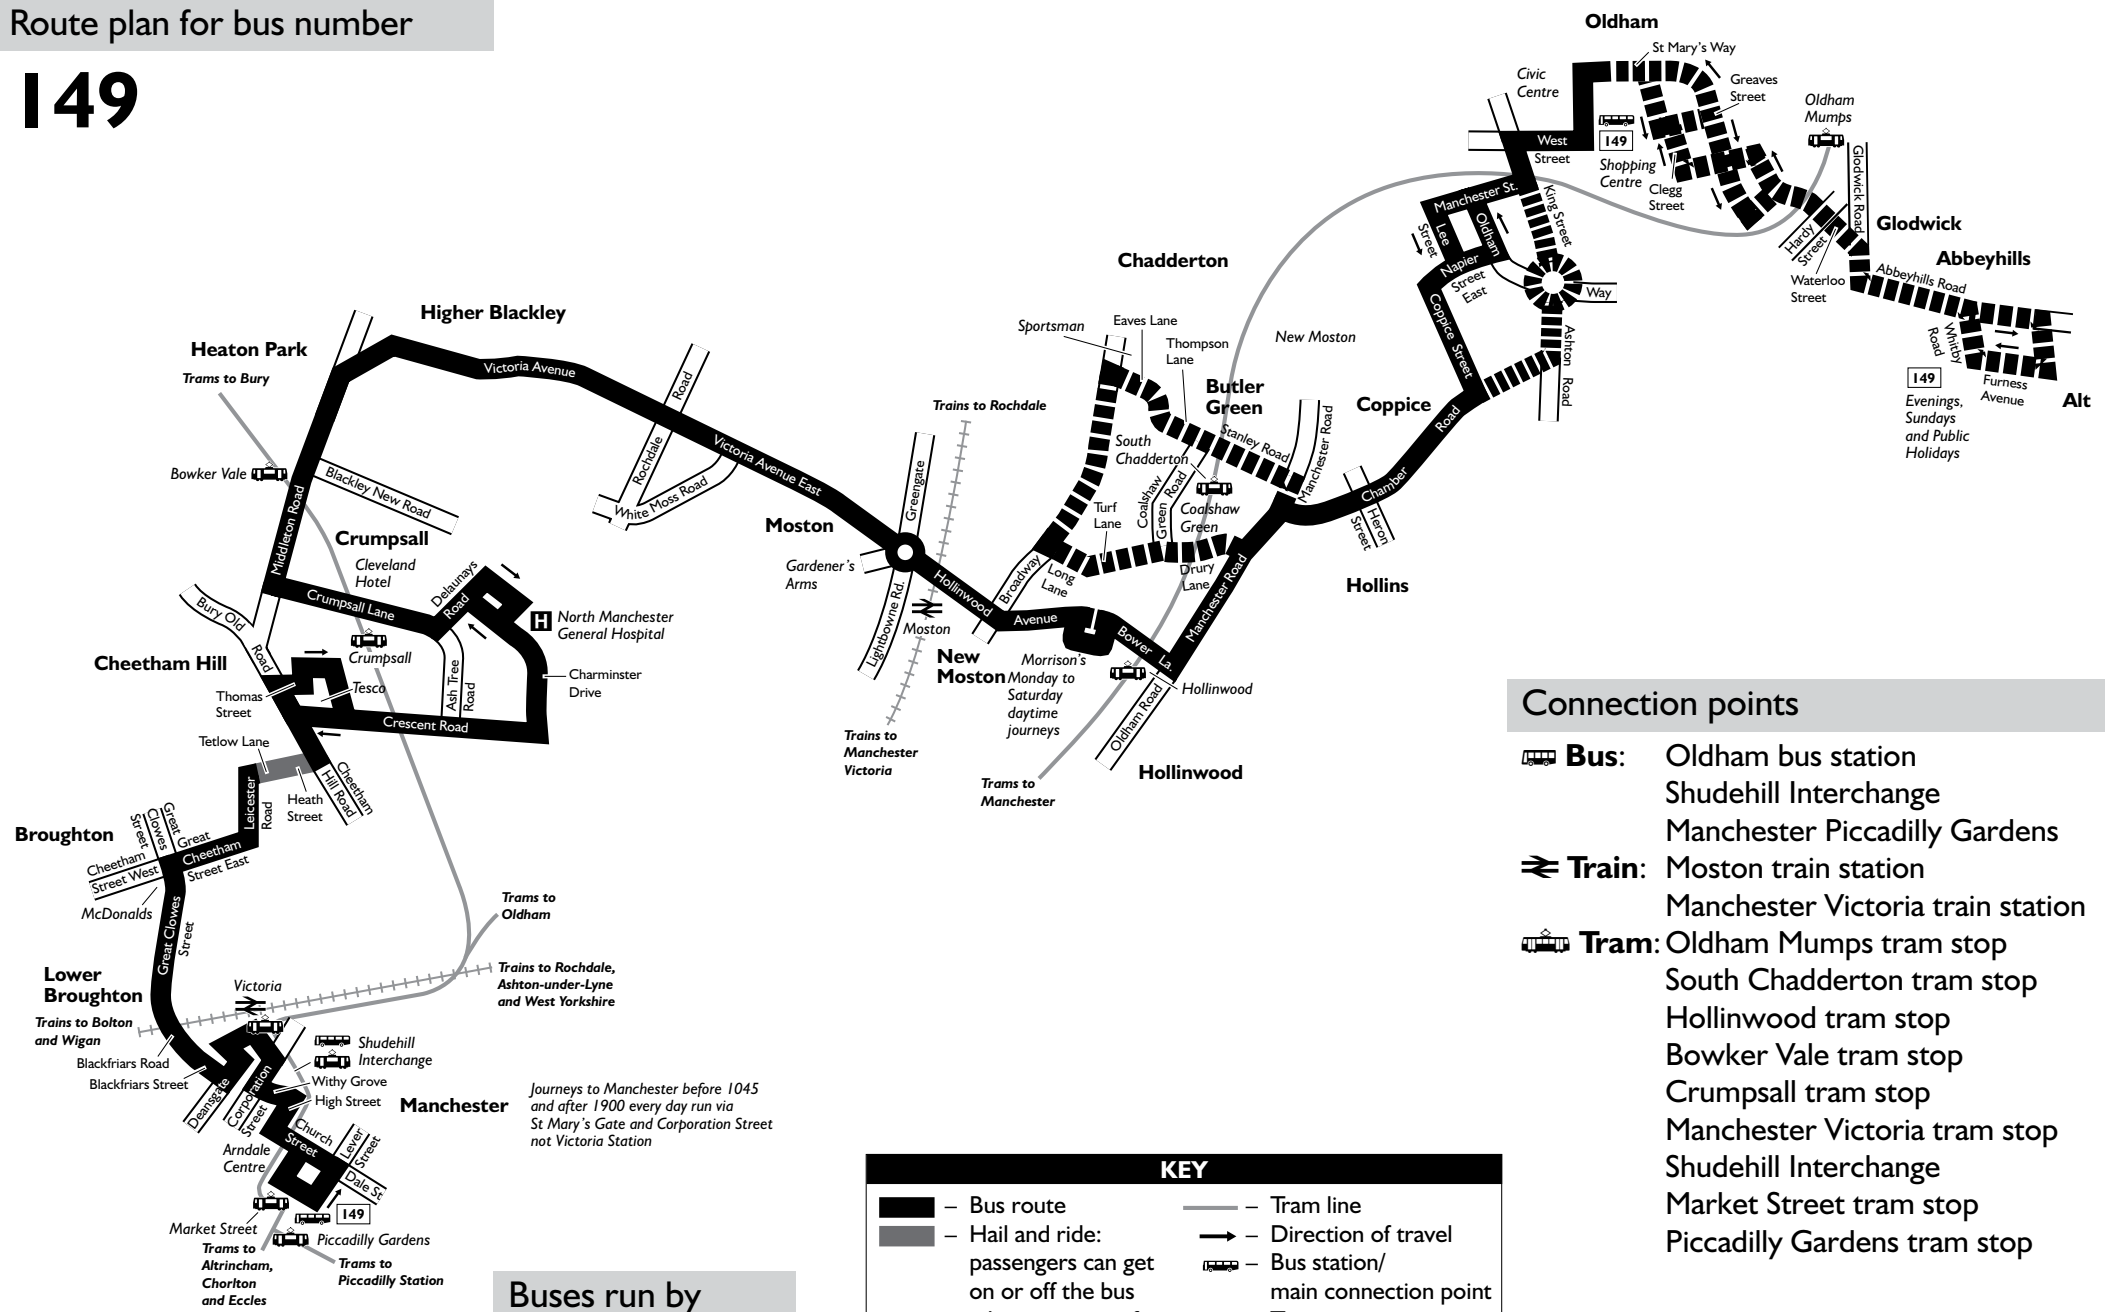 Route plan for bus number
149
Oldham
St Mary's Way
Civic
Centre
Greaves
Street
Oldham
Mumps
149
West
Street
Shopping
Centre
Clegg
Street
Glodwick Road
Glodwick
Hardy
Street
Waterloo
Street
Abbeyhills
Abbeyhills Road
Whitby
Road
Furness
Avenue
Alt
149
Evenings,
Sundays
and Public
Holidays
Manchester St.
King Street
Lee
Street
Oldham
Way
Napier
Street
East
Coppice Street
Ashton Road
Coppice
Chadderton
Sportsman
Eaves Lane
Thompson
Lane
New Moston
Butler
Green
Stanley Road
Manchester Road
South
Chadderton
Coalshaw
Green Road
Coalshaw
Green
Turf
Lane
Long
Lane
Drury
Lane
Chamber
Road
Heron
Street
Hollins
Manchester Road
Broadway
Higher Blackley
Heaton Park
Trams to Bury
Victoria Avenue
Rochdale
Road
White Moss Road
Victoria Avenue East
Trains to Rochdale
Greengate
Moston
Gardener's
Arms
Lightbowne Rd.
Hollinwood
Avenue
Moston
New
Moston
Morrison's
Monday to
Saturday
daytime
journeys
Bower La.
Hollinwood
Oldham Road
Hollinwood
Trains to
Manchester
Victoria
Trams to
Manchester
Bowker Vale
Blackley New Road
Middleton Road
Crumpsall
Cleveland
Hotel
Delaunays
Road
Crumpsall Lane
H
North Manchester
General Hospital
Bury Old
Road
Crumpsall
Cheetham Hill
Thomas
Street
Tesco
Ash Tree
Road
Charminster
Drive
Crescent Road
Tetlow Lane
Heath
Street
Cheetham
Hill Road
Leicester
Road
Broughton
Great
Clowes
Street
Great
Cheetham
Street East
Cheetham
Street West
McDonalds
Great Clowes
Street
Trams to
Oldham
Lower
Broughton
Victoria
Trains to Rochdale,
Ashton-under-Lyne
and West Yorkshire
Trains to Bolton
and Wigan
Blackfriars Road
Blackfriars Street
Shudehill
Interchange
Withy Grove
High Street
Deansgate
Corporation
Street
Manchester
Journeys to Manchester before 1045
and after 1900 every day run via
St Mary's Gate and Corporation Street
not Victoria Station
Church
Street
Lever
Street
Arndale
Centre
Dale St.
149
Market Street
Piccadilly Gardens
Trams to
Altrincham,
Chorlton
and Eccles
Trams to
Piccadilly Station
Buses run by
KEY
– Bus route
– Hail and ride:
passengers can get
on or off the bus
– Tram line
– Direction of travel
– Bus station/
main connection point
Connection points
Bus: Oldham bus station
Shudehill Interchange
Manchester Piccadilly Gardens
Train: Moston train station
Manchester Victoria train station
Tram: Oldham Mumps tram stop
South Chadderton tram stop
Hollinwood tram stop
Bowker Vale tram stop
Crumpsall tram stop
Manchester Victoria tram stop
Shudehill Interchange
Market Street tram stop
Piccadilly Gardens tram stop